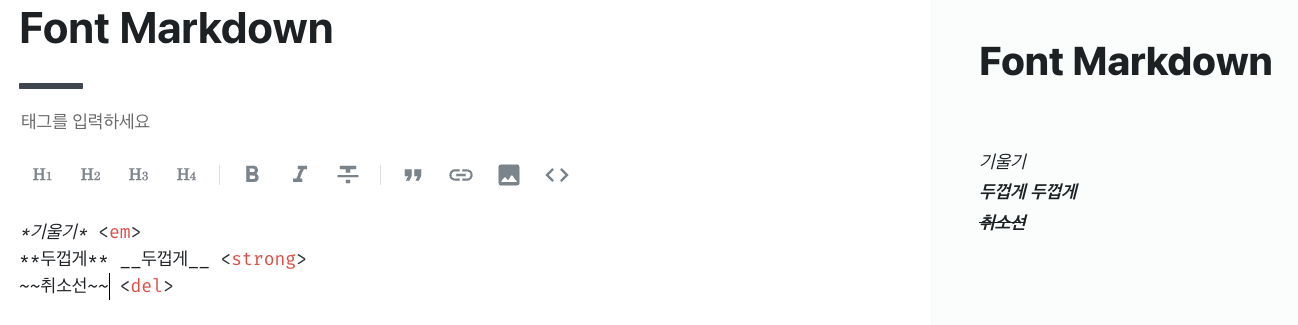 Font Markdown
태그를 입력하세요
H1 H2 H3 H4 B I T
*기울기* <em>
**두껍게** __두껍게__ <strong>
~~취소선~~ <del>
Font Markdown
기울기
두껍게 두껍게
취소선